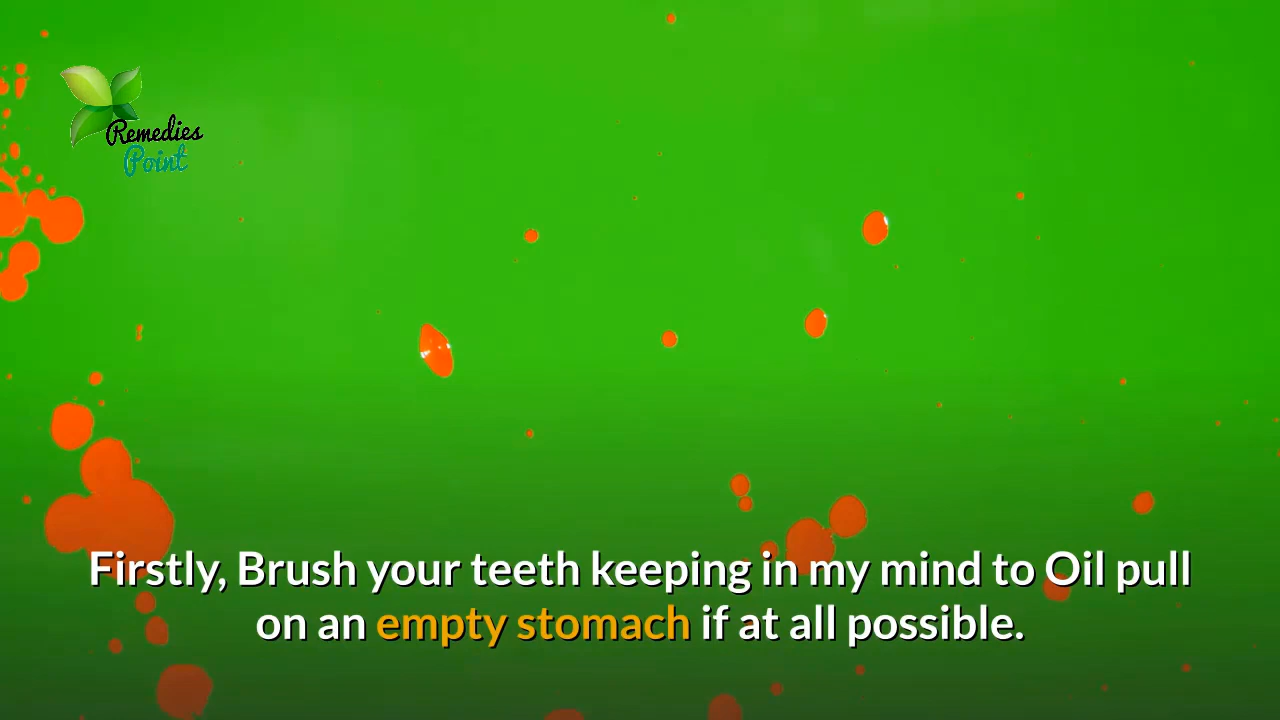 Remedies
Point
Firstly, Brush your teeth keeping in my mind to Oil pull
on an empty stomach if at all possible.